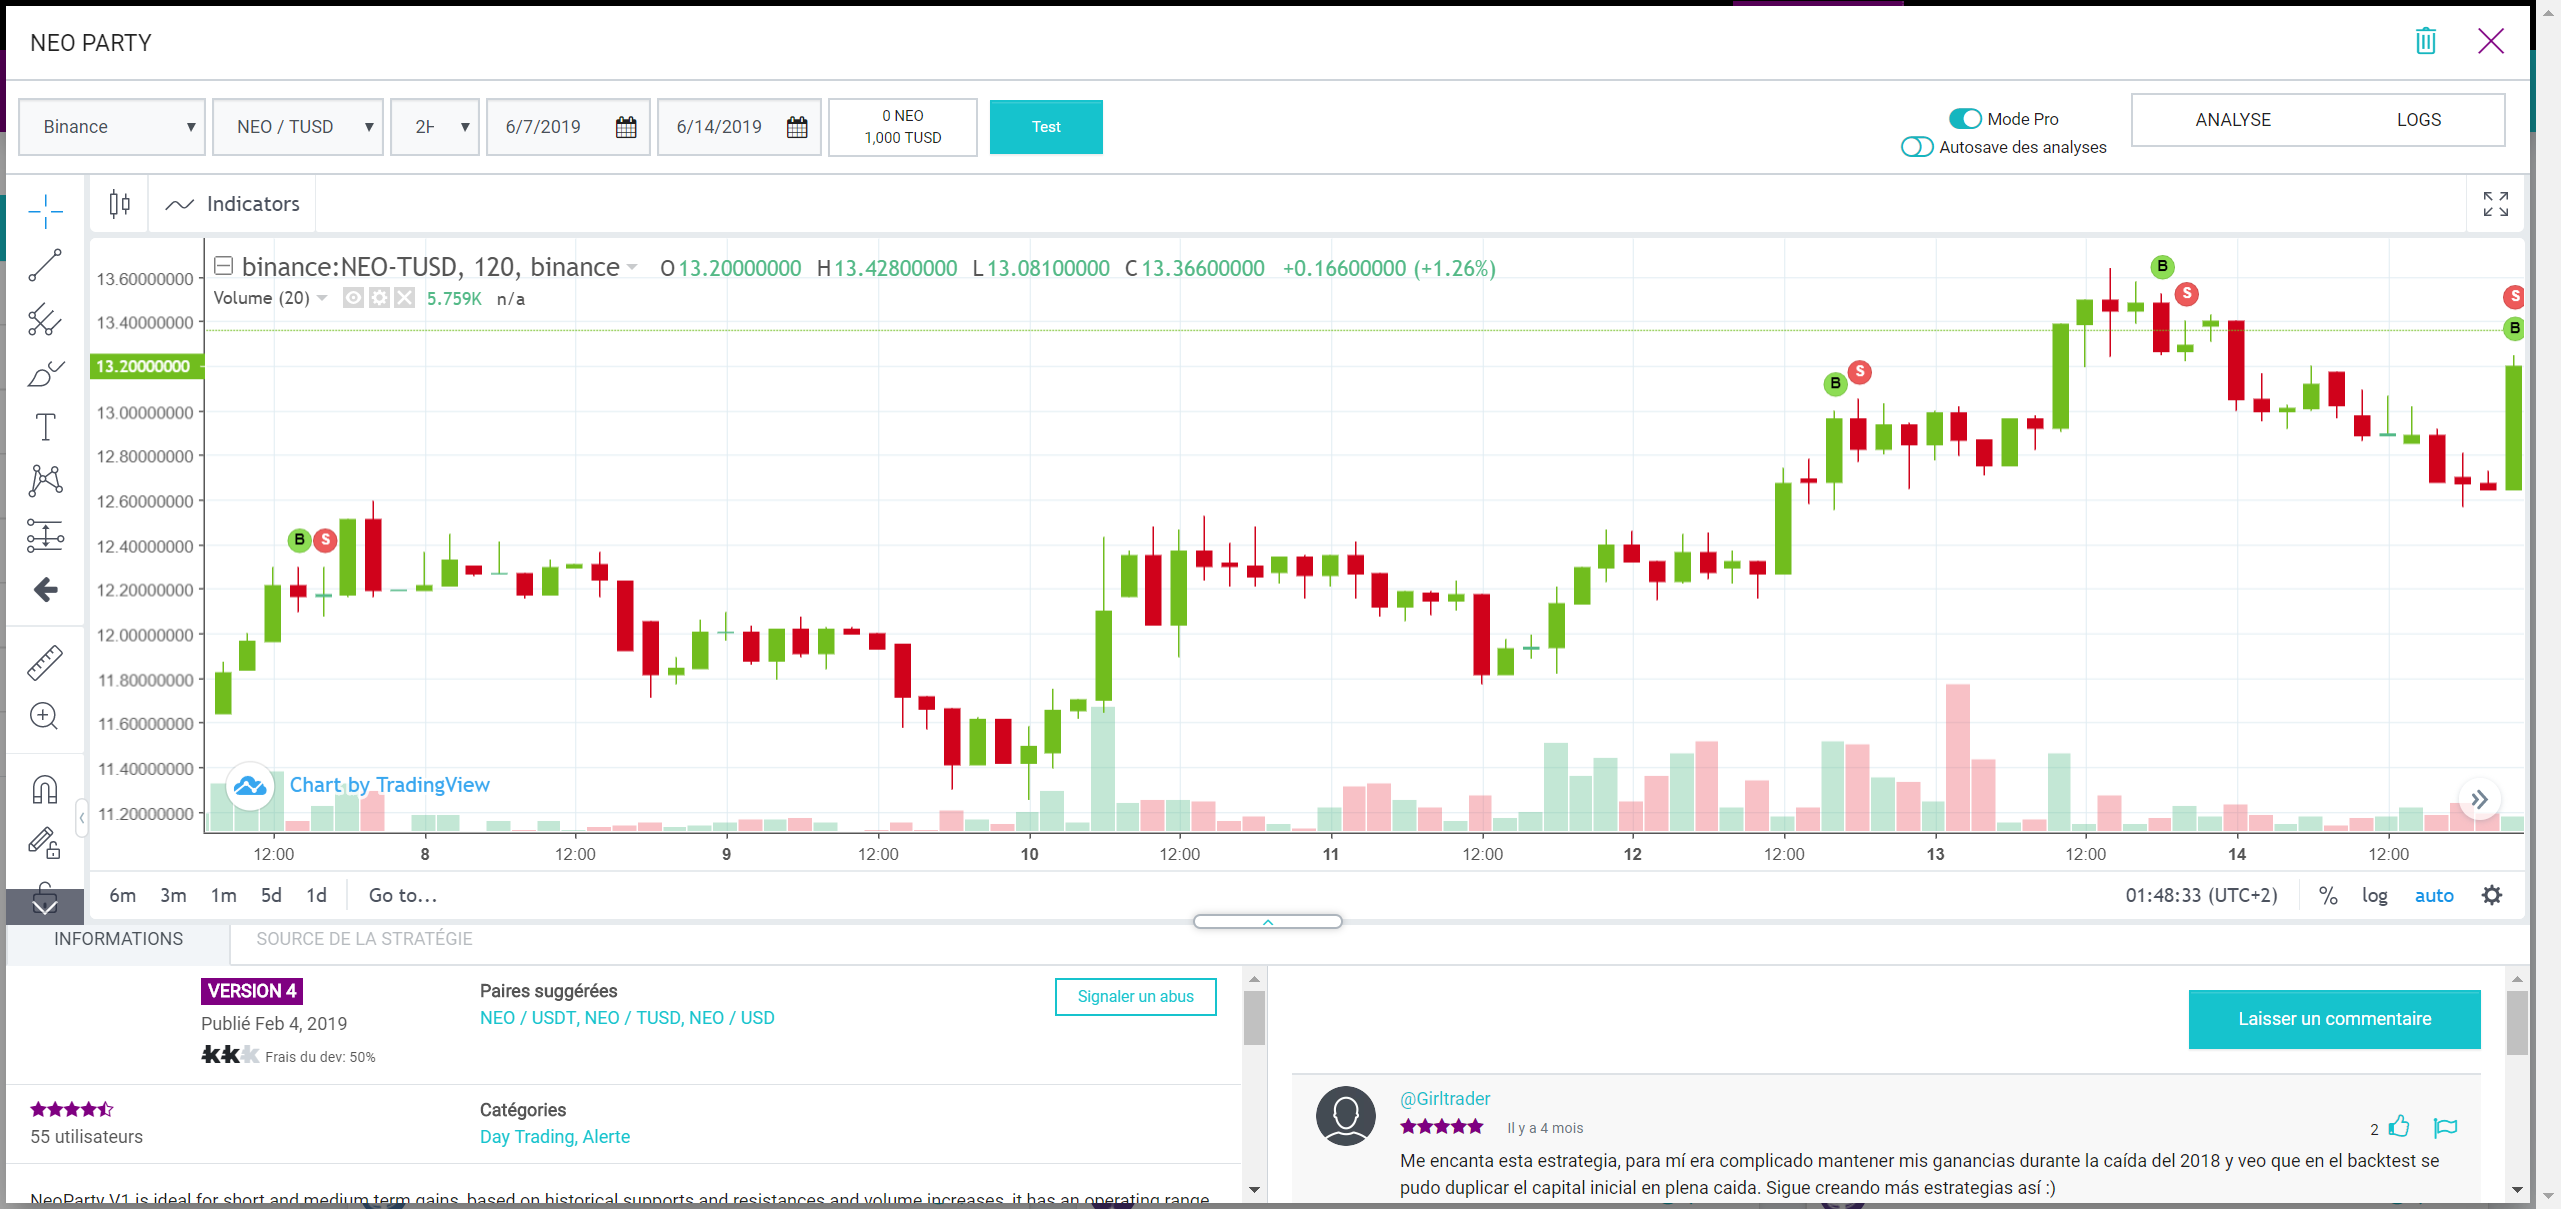 NEO PARTY
Binance
NEO / TUSD
6/7/2019
6/14/2019
0 NEO
1,000 TUSD
Test
Mode Pro
Autosave des analyses
ANALYSE
LOGS
Indicators
binance:NEO-TUSD, 120, binance O13.20000000 H13.42800000 L13.08100000 C13.36600000 +0.16600000 (+1.26%)
Volume (20) 5.759K n/a
13.60000000
13.40000000
13.20000000
13.00000000
12.80000000
12.60000000
12.40000000
12.20000000
12.00000000
11.80000000
11.60000000
11.40000000
11.20000000
B S
B S
B S
S
B
Chart by TradingView
12:00 8 12:00 9 12:00 10 12:00 11 12:00 12 12:00 13 12:00 14 12:00
6m 3m 1m 5d 1d Go to...
01:48:33 (UTC+2) % log auto
INFORMATIONS
SOURCE DE LA STRATÉGIE
VERSION 4
Publié Feb 4, 2019
Frais du dev: 50%
Paires suggérées
NEO / USDT, NEO / TUSD, NEO / USD
Signaler un abus
55 utilisateurs
Catégories
Day Trading, Alerte
NeoParty V1 is ideal for short and medium term gains, based on historical supports and resistances and volume increases, it has an operating range
Laisser un commentaire
@Girltrader
Il y a 4 mois
2
Me encanta esta estrategia, para mí era complicado mantener mis ganancias durante la caída del 2018 y veo que en el backtest se
pudo duplicar el capital inicial en plena caida. Sigue creando más estrategias así :)